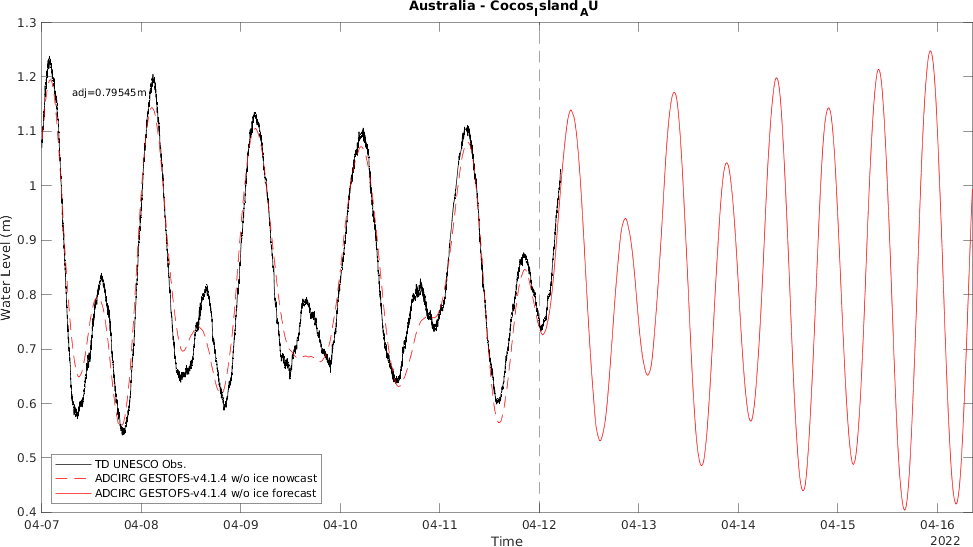 Australia - CocosIslandAU
1.3
1.2
adj=0.79545m
1.1
1
0.9
0.8
Water Level (m)
0.7
0.6
0.5
TD UNESCO Obs.
ADCIRC GESTOFS-v4.1.4 w/o ice nowcast
ADCIRC GESTOFS-v4.1.4 w/o ice forecast
0.4
04-07 04-08 04-09 04-10 04-11 04-12 04-13 04-14 04-15 04-16
Time
2022